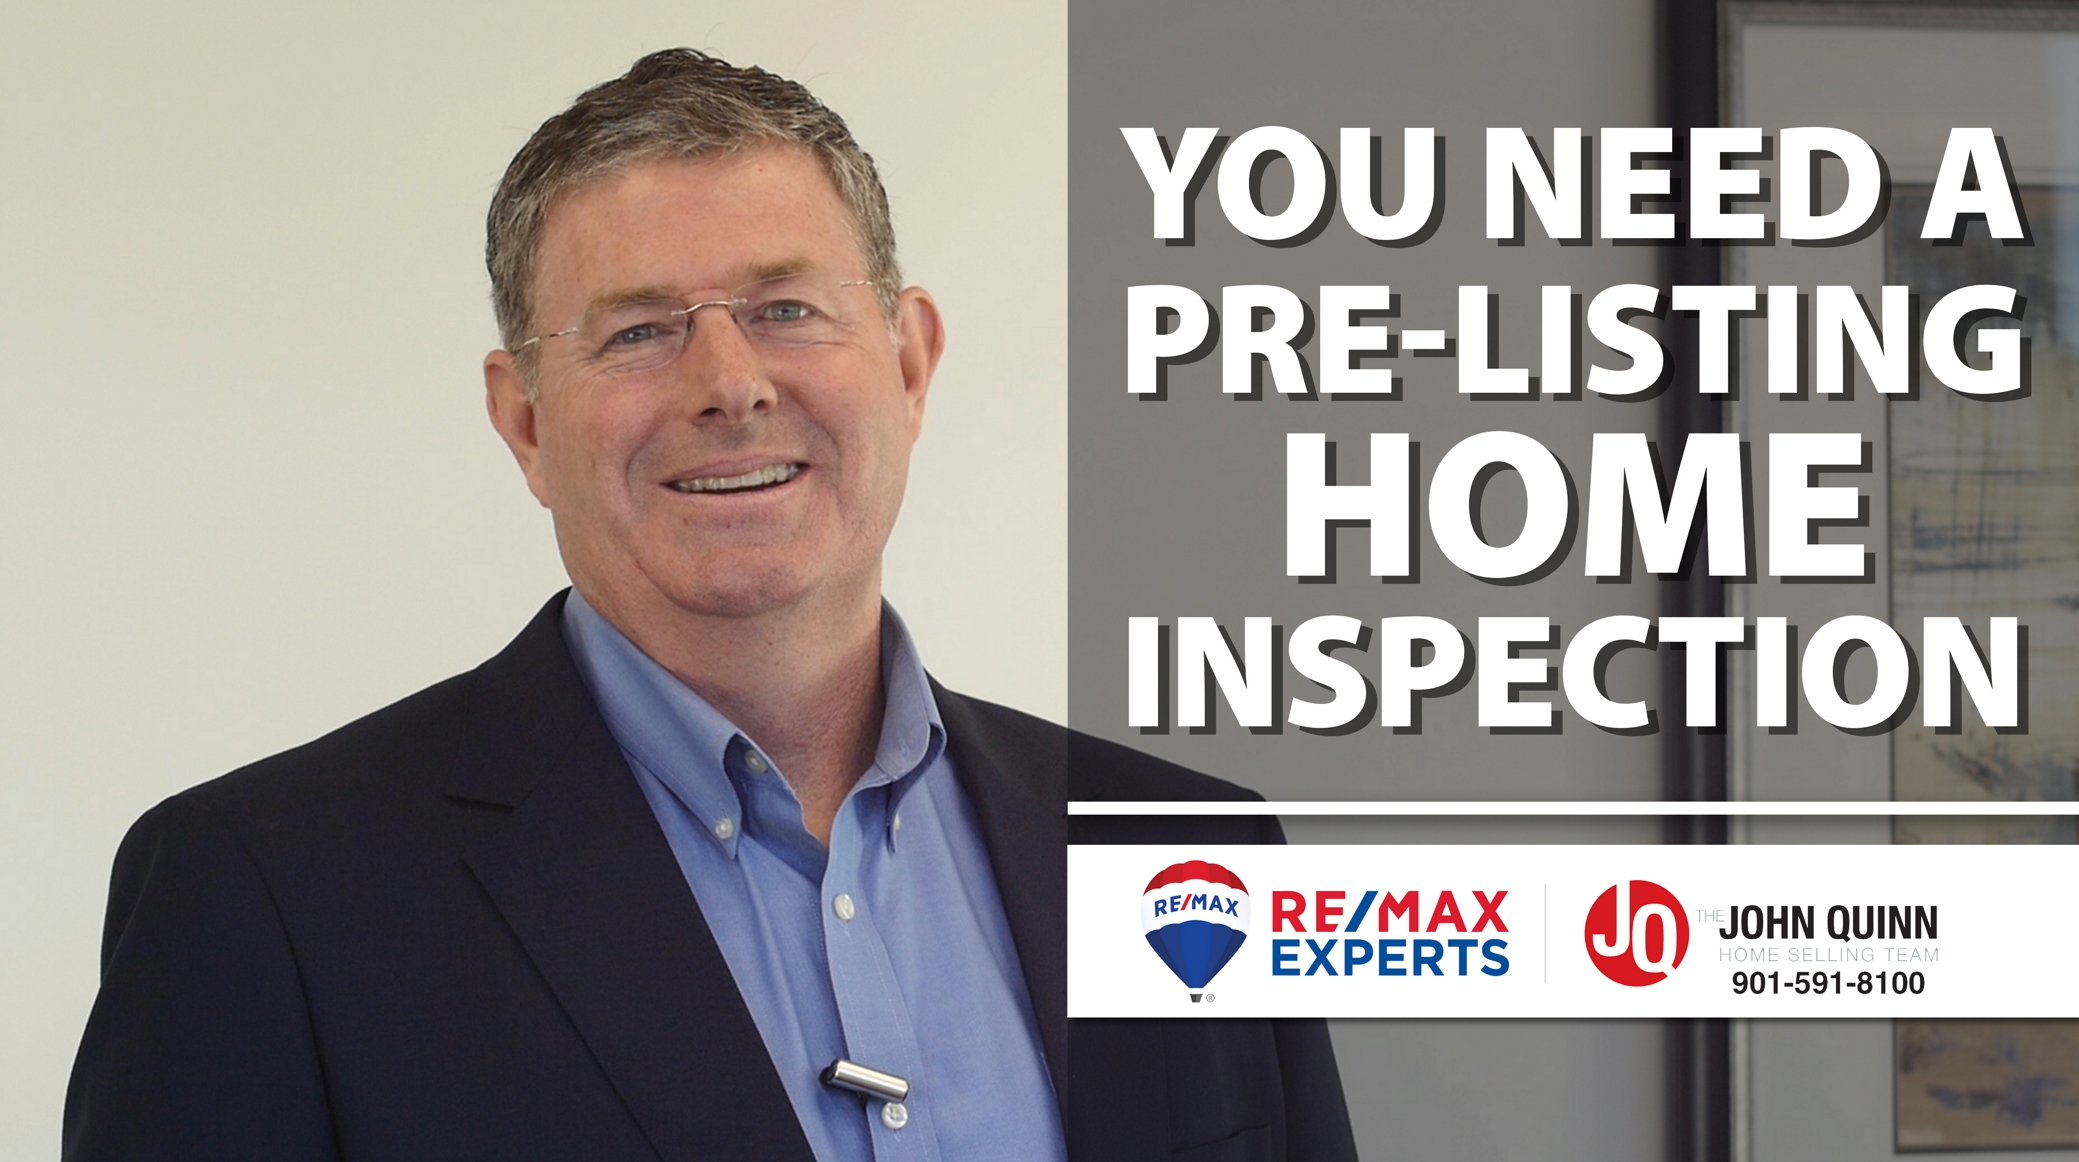 YOU NEED A
PRE-LISTING
HOME
INSPECTION
RE/MAX
RE/MAX
EXPERTS
®
JQ
THE JOHN QUINN
HOME SELLING TEAM
901-591-8100